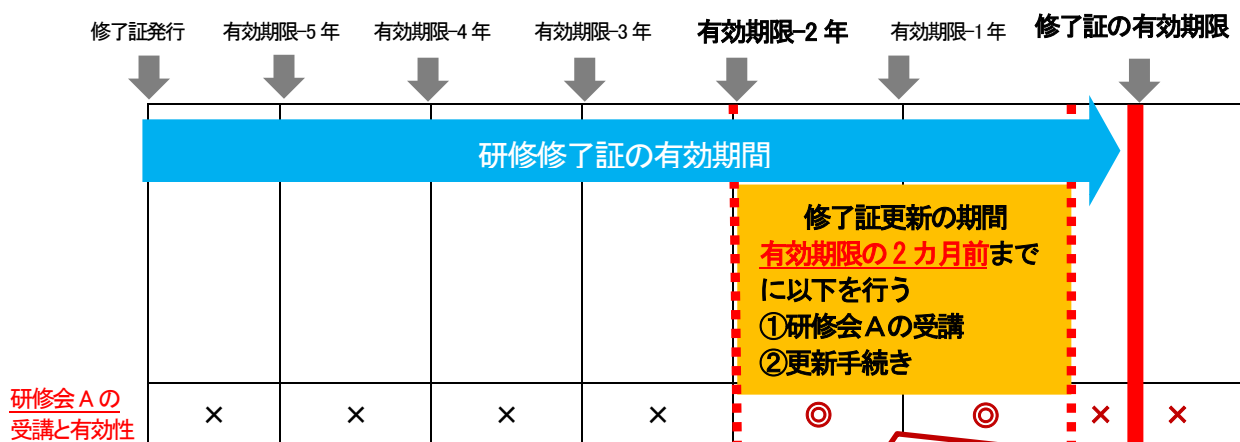 修了証発行 有効期限-5年 有効期限-4年 有効期限-3年 有効期限-2年 有効期限-1年 修了証の有効期限
研修修了証の有効期間
修了証更新の期間
有効期限の2カ月前まで
に以下を行う
①研修会Aの受講
②更新手続き
研修会Aの
受講と有効性
× × × × ◎ ◎ × ×